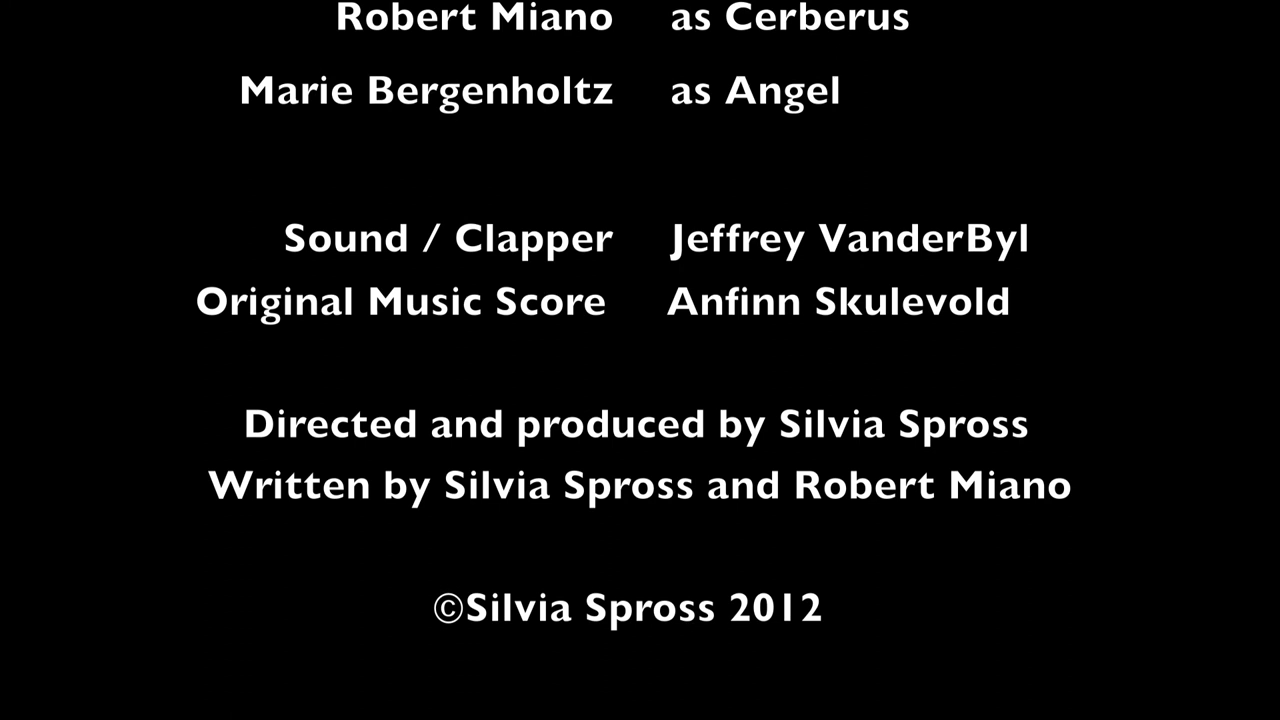 Robert Miano as Cerberus
Marie Bergenholtz as Angel
Sound / Clapper Jeffrey VanderByl
Original Music Score Anfinn Skulevold
Directed and produced by Silvia Spross
Written by Silvia Spross and Robert Miano
©Silvia Spross 2012